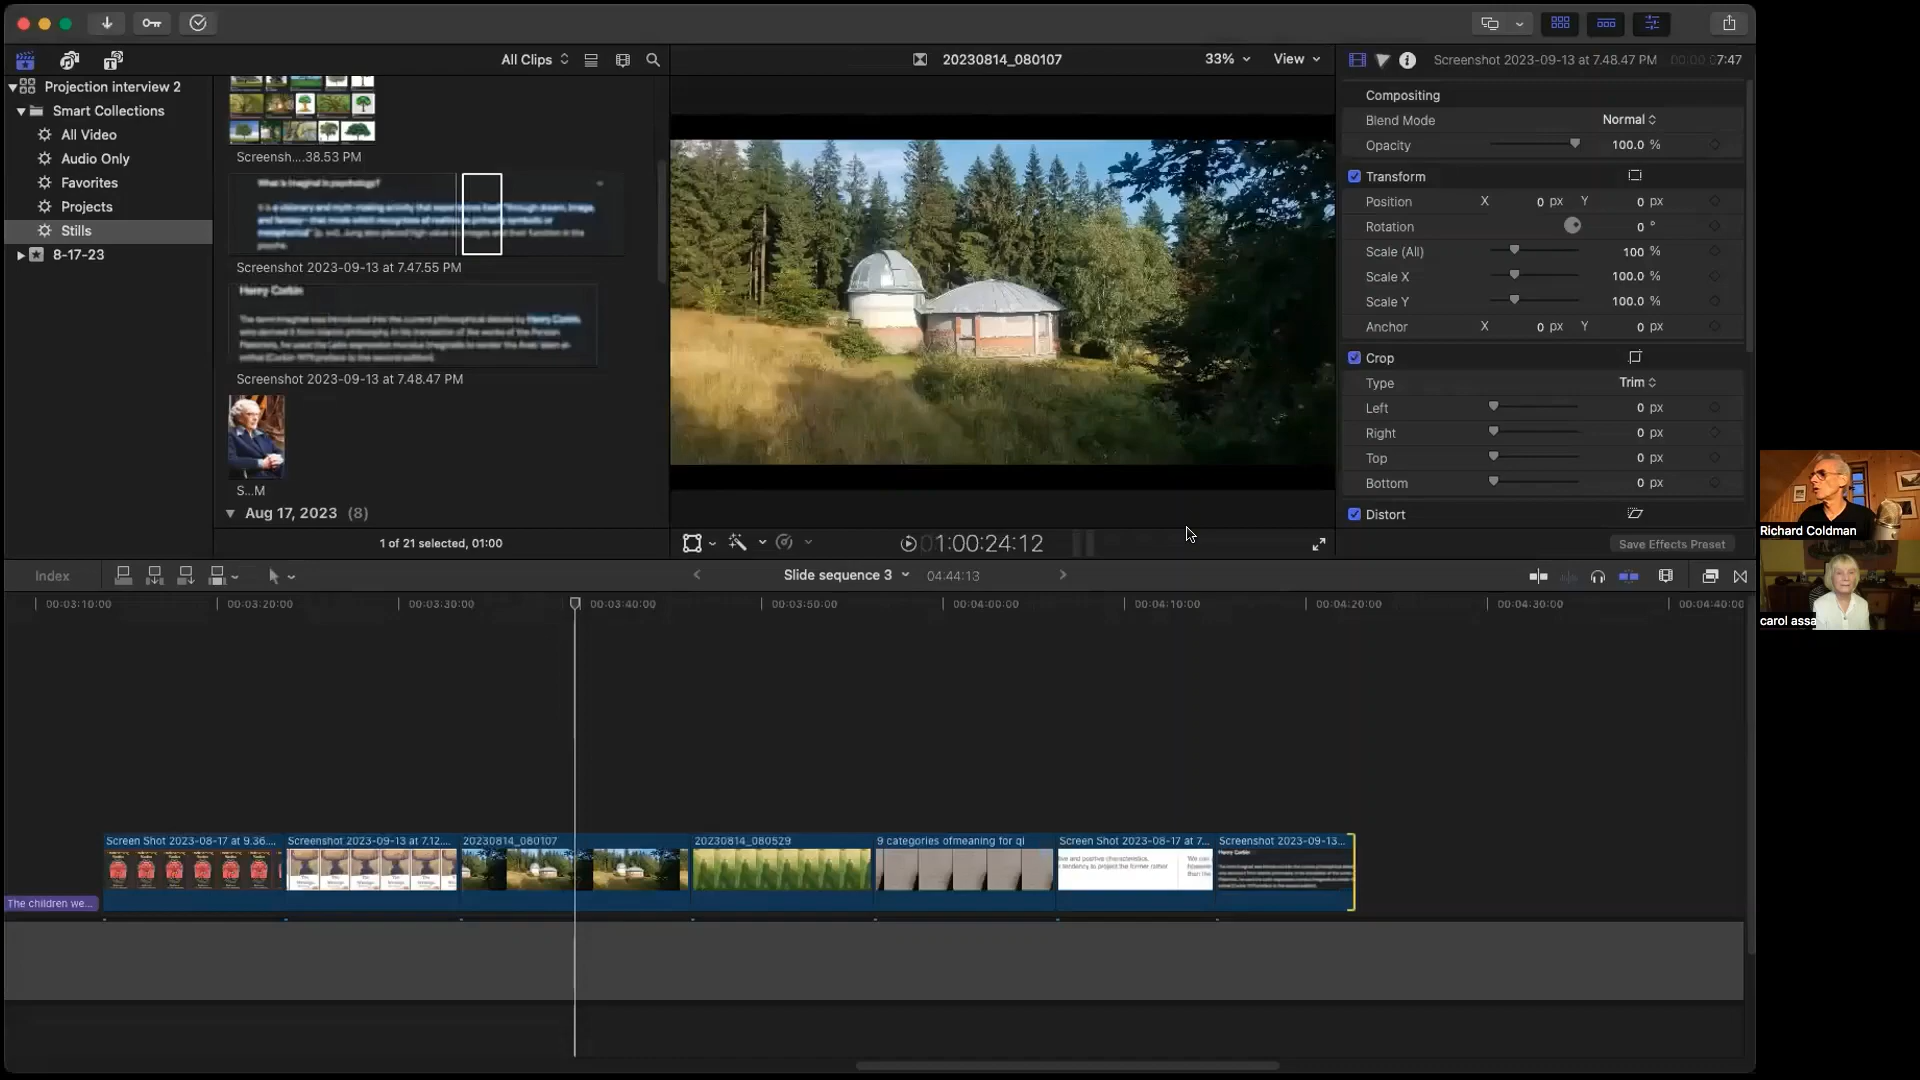 All Clips
20230814_080107
33%
View
Screenshot 2023-09-13 at 7.48.47 PM
7:47
Projection interview 2
Smart Collections
All Video
Audio Only
Favorites
Projects
Stills
8-17-23
Screensh....38.53 PM
What is Imaginal in psychology?
Screenshot 2023-09-13 at 7.47.55 PM
Henry Corbin
Screenshot 2023-09-13 at 7.48.47 PM
S...M
Aug 17, 2023 (8)
1 of 21 selected, 01:00
1:00:24:12
Compositing
Blend Mode Normal
Opacity 100.0 %
Transform
Position X 0 px Y 0 px
Rotation 0 °
Scale (All) 100 %
Scale X 100.0 %
Scale Y 100.0 %
Anchor X 0 px Y 0 px
Crop
Type Trim
Left 0 px
Right 0 px
Top 0 px
Bottom 0 px
Distort
Save Effects Preset
Richard Coldman
carol assa
Index
Slide sequence 3
04:44:13
00:03:10:00 00:03:20:00 00:03:30:00 00:03:40:00 00:03:50:00 00:04:00:00 00:04:10:00 00:04:20:00 00:04:30:00 00:04:40:00
Screen Shot 2023-08-17 at 9.36....
Screenshot 2023-09-13 at 7.12....
20230814_080107
20230814_080529
9 categories ofmeaning for qi
Screen Shot 2023-08-17 at 7...
Screenshot 2023-09-13...
The children we...